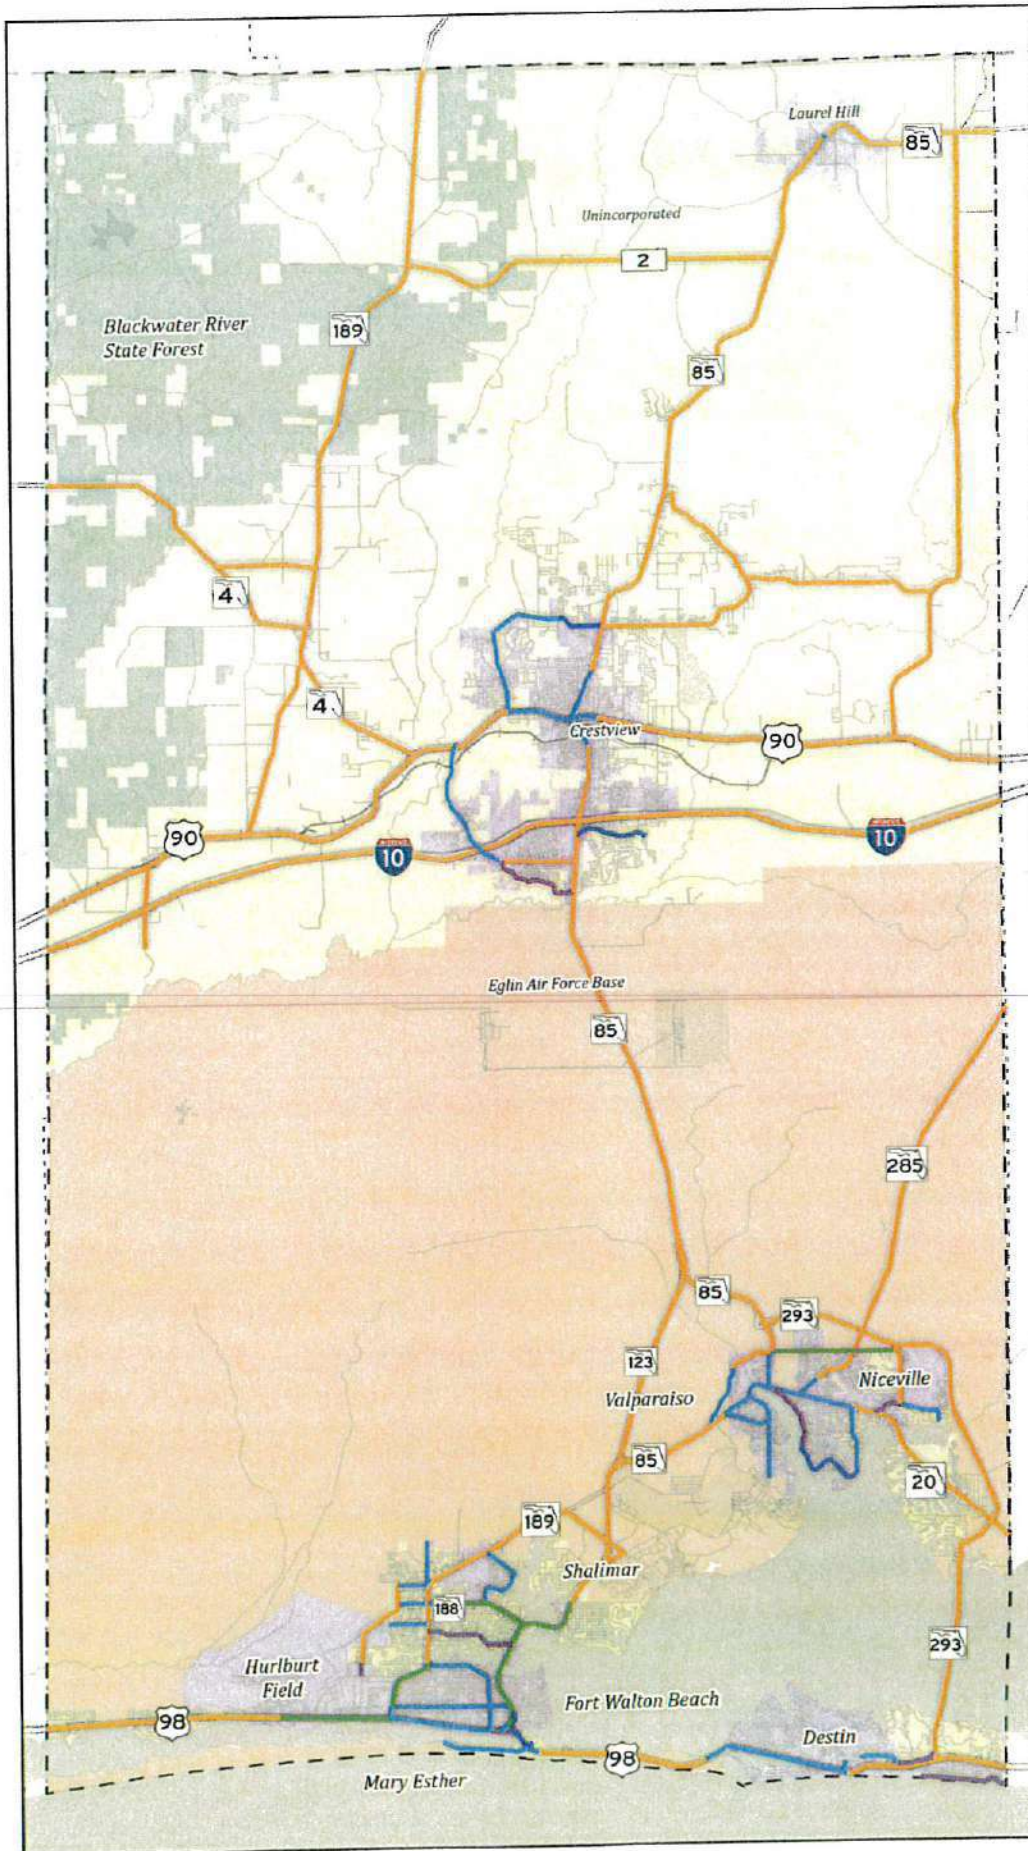 Laurel Hill
85
Unincorporated
2
Blackwater River
State Forest
189
85
4
4
Crestview
90
90
10
10
Eglin Air Force Base
85
285
85
293
123
Niceville
Valparaiso
85
20
189
Shalimar
188
293
Hurlburt
Field
Fort Walton Beach
98
Destin
98
Mary Esther